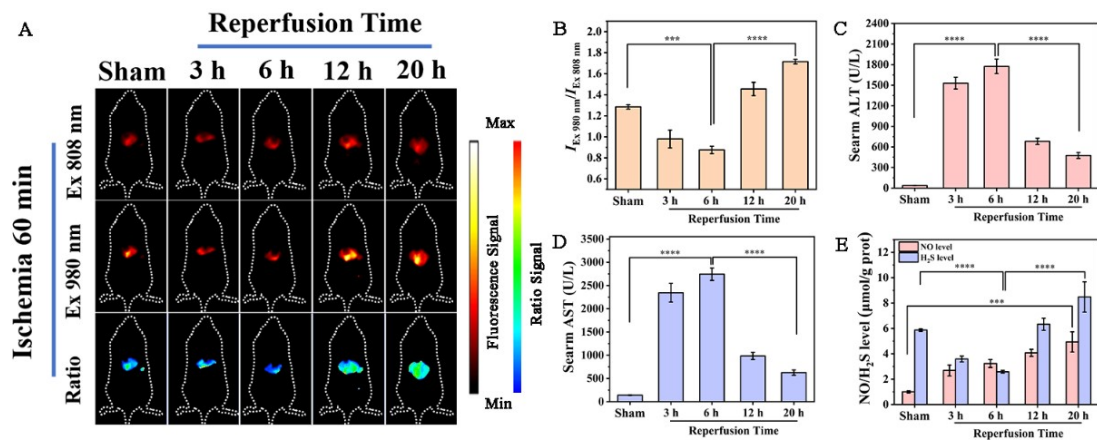 A
Reperfusion Time
Sham 3 h 6 h 12 h 20 h
Ischemia 60 min
Ex 808 nm
Ex 980 nm
Ratio
Max
Min
Fluorescence Signal
Ratio Signal
B
I Ex 980 nm/I Ex 808 nm
2.0
1.8
1.6
1.4
1.2
1.0
0.8
0.6
***
****
Sham 3 h 6 h 12 h 20 h
Reperfusion Time
C
Searm ALT (U/L)
2100
1800
1500
1200
900
600
300
0
****
****
Sham 3 h 6 h 12 h 20 h
Reperfusion Time
D
Searm AST (U/L)
3500
3000
2500
2000
1500
1000
500
0
****
****
Sham 3 h 6 h 12 h 20 h
Reperfusion Time
E
NO/H₂S level (μmol/g prot)
12
10
8
6
4
2
0
NO level
H₂S level
****
****
***
Sham 3 h 6 h 12 h 20 h
Reperfusion Time